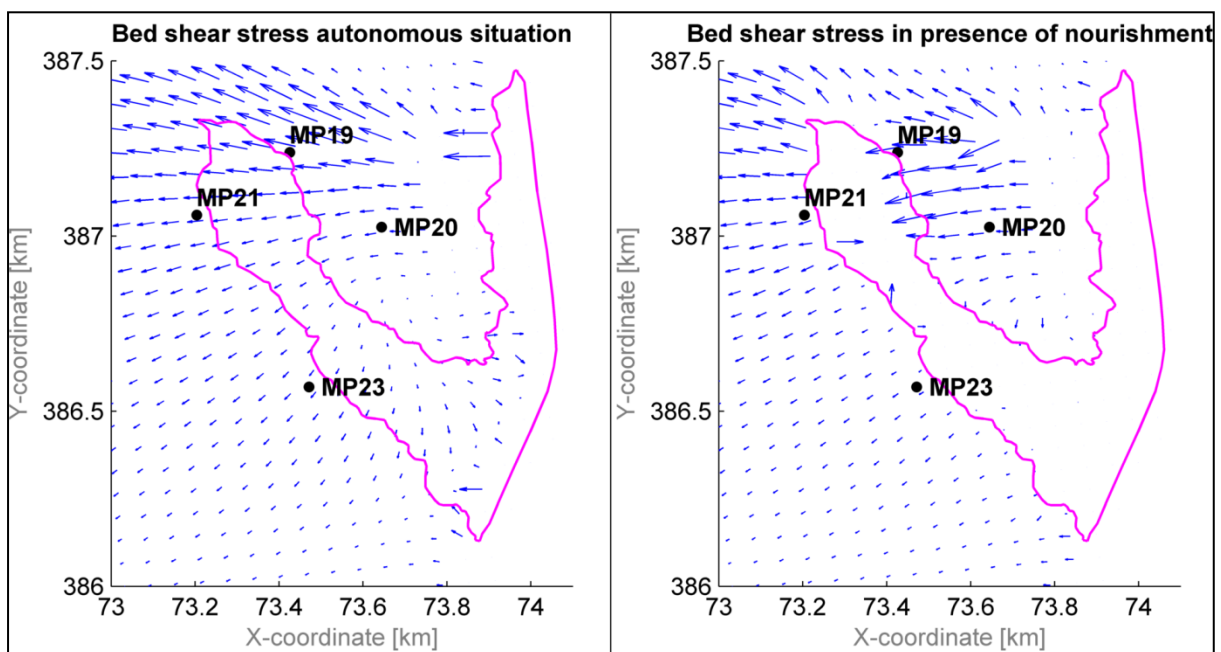 Bed shear stress autonomous situation
387.5
387
386.5
386
Y-coordinate [km]
MP19
MP21
MP20
MP23
73
73.2
73.4
73.6
73.8
74
X-coordinate [km]
Bed shear stress in presence of nourishment
387.5
387
386.5
386
Y-coordinate [km]
MP19
MP21
MP20
MP23
73
73.2
73.4
73.6
73.8
74
X-coordinate [km]